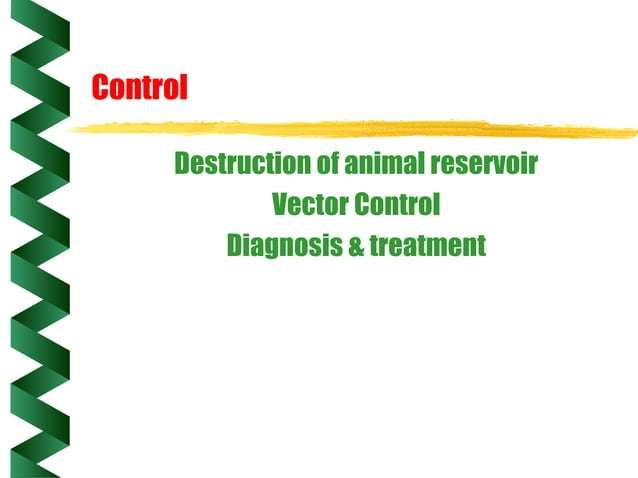 Control
Destruction of animal reservoir
Vector Control
Diagnosis & treatment